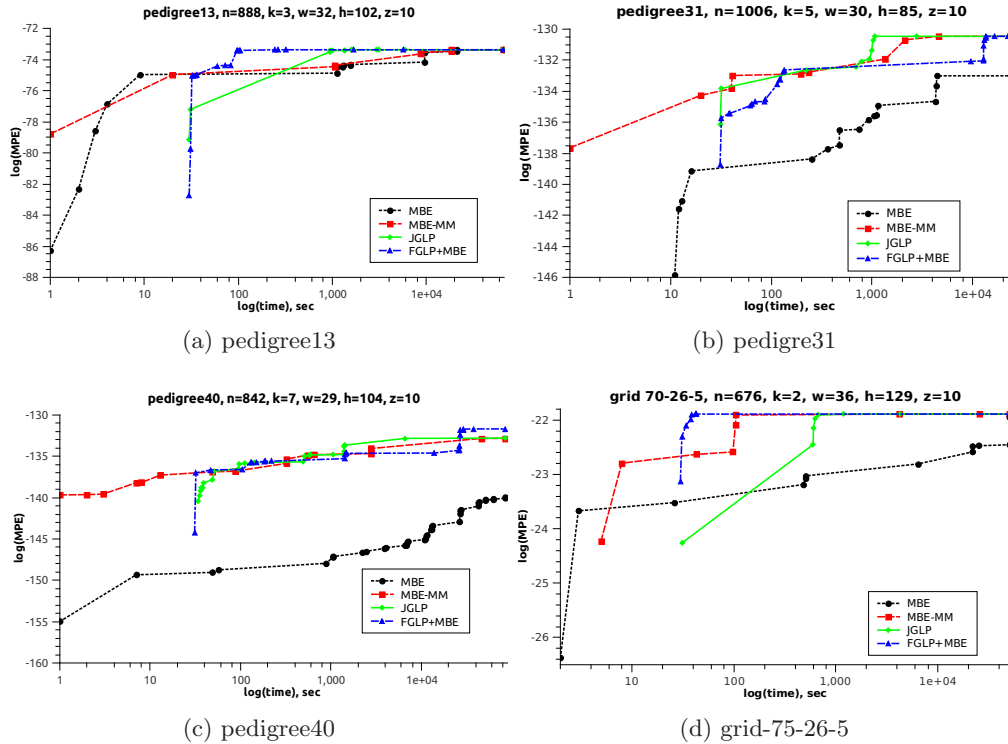 pedigree13, n=888, k=3, w=32, h=102, z=10
-72
-74
-76
-78
-80
-82
-84
-86
-88
log(MPE)
1
10
100
1,000
1e+04
log(time), sec
MBE
MBE-MM
JGLP
FGLP+MBE
(a) pedigree13
pedigree31, n=1006, k=5, w=30, h=85, z=10
-130
-132
-134
-136
-138
-140
-142
-144
-146
log(MPE)
1
10
100
1,000
1e+04
log(time), sec
MBE
MBE-MM
JGLP
FGLP+MBE
(b) pedigre31
pedigree40, n=842, k=7, w=29, h=104, z=10
-130
-135
-140
-145
-150
-155
-160
log(MPE)
1
10
100
1,000
1e+04
log(time), sec
MBE
MBE-MM
JGLP
FGLP+MBE
(c) pedigree40
grid 70-26-5, n=676, k=2, w=36, h=129, z=10
-22
-23
-24
-25
-26
log(MPE)
10
100
1,000
1e+04
log(time), sec
MBE
MBE-MM
JGLP
FGLP+MBE
(d) grid-75-26-5